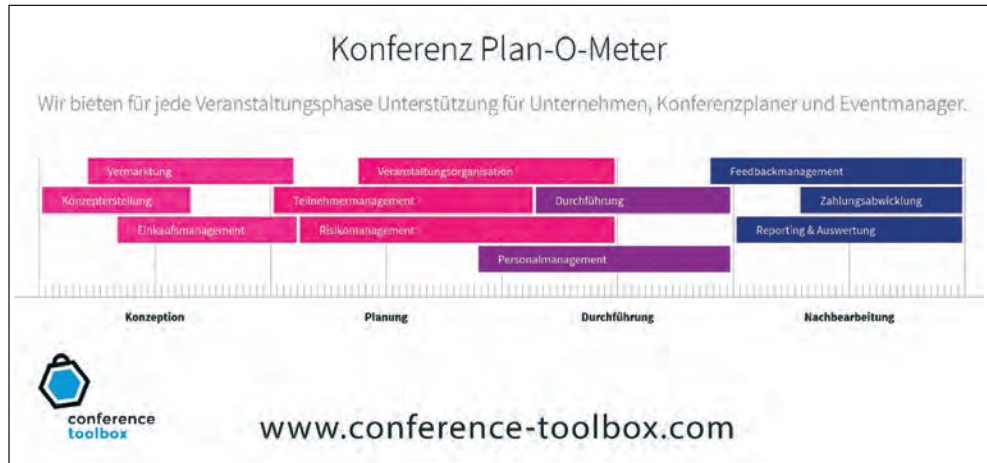 Konferenz Plan-O-Meter
Wir bieten für jede Veranstaltungsphase Unterstützung für Unternehmen, Konferenzplaner und Eventmanager.
Vermarktung
Veranstaltungsorganisation
Feedbackmanagement
Konzepterstellung
Teilnehmermanagement
Durchführung
Zahlungsabwicklung
Einkaufsmanagement
Risikomanagement
Reporting & Auswertung
Personalmanagement
Konzeption
Planung
Durchführung
Nachbearbeitung
conference
toolbox
www.conference-toolbox.com